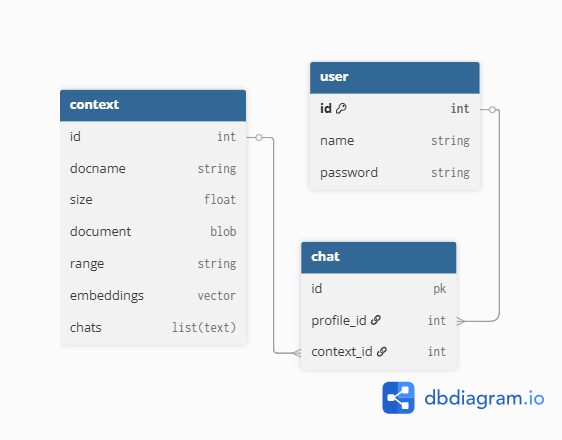 context
id int
docname string
size float
document blob
range string
embeddings vector
chats list(text)
user
id int
name string
password string
chat
id pk
profile_id int
context_id int
dbdiagram.io